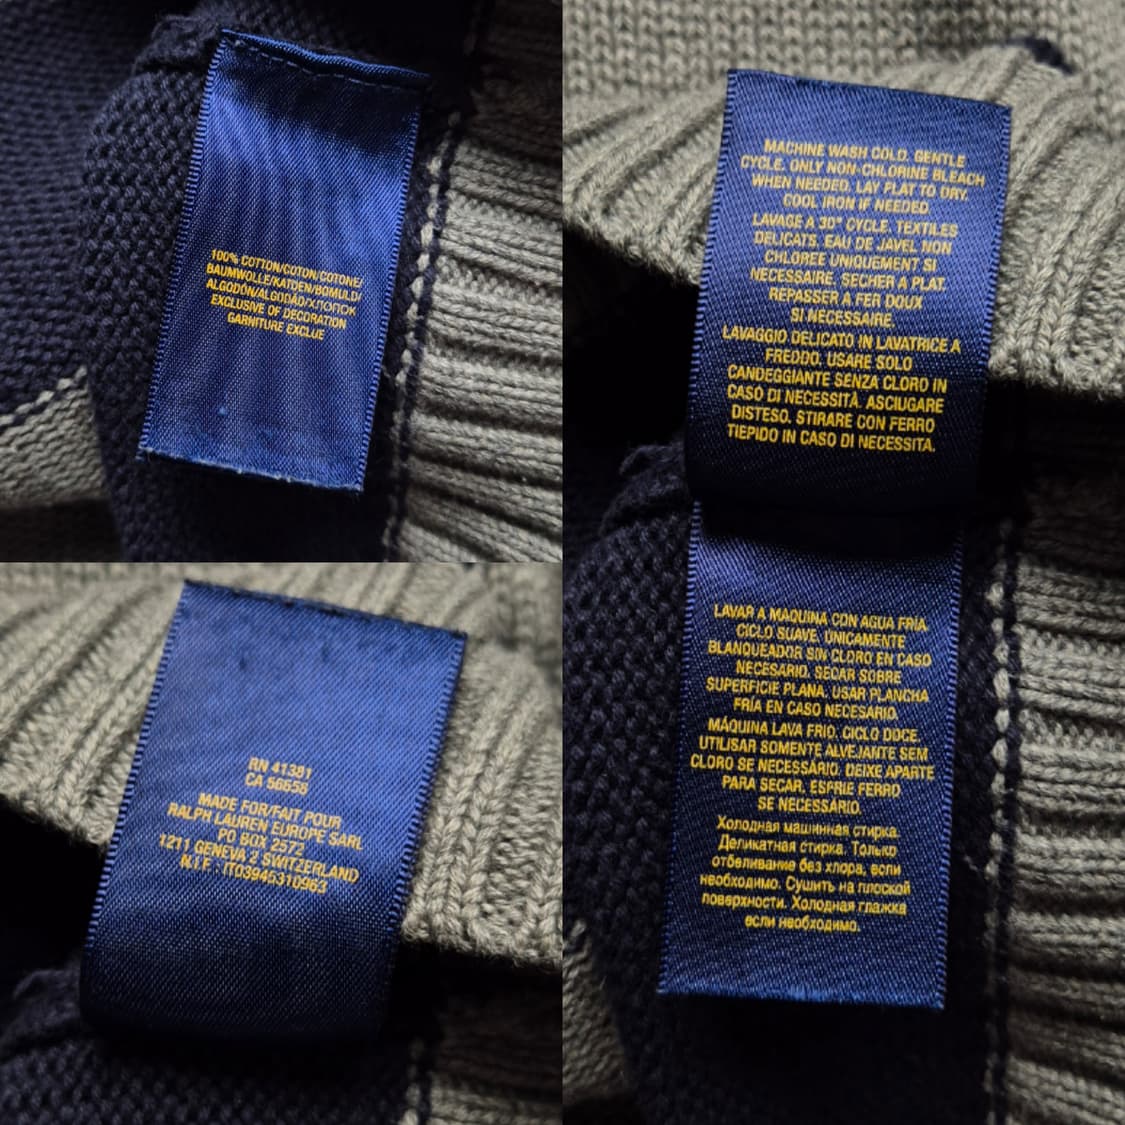 100% COTTON/COTON/COTONE/
BAUMWOLLE/KATOEN/BOMULD/
ALGODÓN/ALGODÃO/ХЛОПОК
EXCLUSIVE OF DECORATION
GARNITURE EXCLUE
MACHINE WASH COLD. GENTLE
CYCLE. ONLY NON-CHLORINE BLEACH
WHEN NEEDED. LAY FLAT TO DRY.
COOL IRON IF NEEDED.
LAVAGE A 30° CYCLE. TEXTILES
DELICATS. EAU DE JAVEL NON
CHLOREE UNIQUEMENT SI
NECESSAIRE. SECHER A PLAT.
REPASSER A FER DOUX
SI NECESSAIRE.
LAVAGGIO DELICATO IN LAVATRICE A
FREDDO. USARE SOLO
CANDEGGIANTE SENZA CLORO IN
CASO DI NECESSITÀ. ASCIUGARE
DISTESO. STIRARE CON FERRO
TIEPIDO IN CASO DI NECESSITÀ.
RN 41381
CA 56658
MADE FOR/FAIT POUR
RALPH LAUREN EUROPE SARL
PO BOX 2572
1211 GENEVA 2 SWITZERLAND
N.I.F. : IT03945310963
LAVAR A MAQUINA CON AGUA FRÍA.
CICLO SUAVE. ÚNICAMENTE
BLANQUEADOR SIN CLORO EN CASO
NECESARIO. SECAR SOBRE
SUPERFICIE PLANA. USAR PLANCHA
FRÍA EN CASO NECESARIO.
MÁQUINA LAVA FRIO. CICLO DOCE.
UTILISAR SOMENTE ALVEJANTE SEM
CLORO SE NECESSÁRIO. DEIXE APARTE
PARA SECAR. ESFRIE FERRO
SE NECESSÁRIO.
Холодная машинная стирка.
Деликатная стирка. Только
отбеливание без хлора, если
необходимо. Сушить на плоской
поверхности. Холодная глажка
если необходимо.